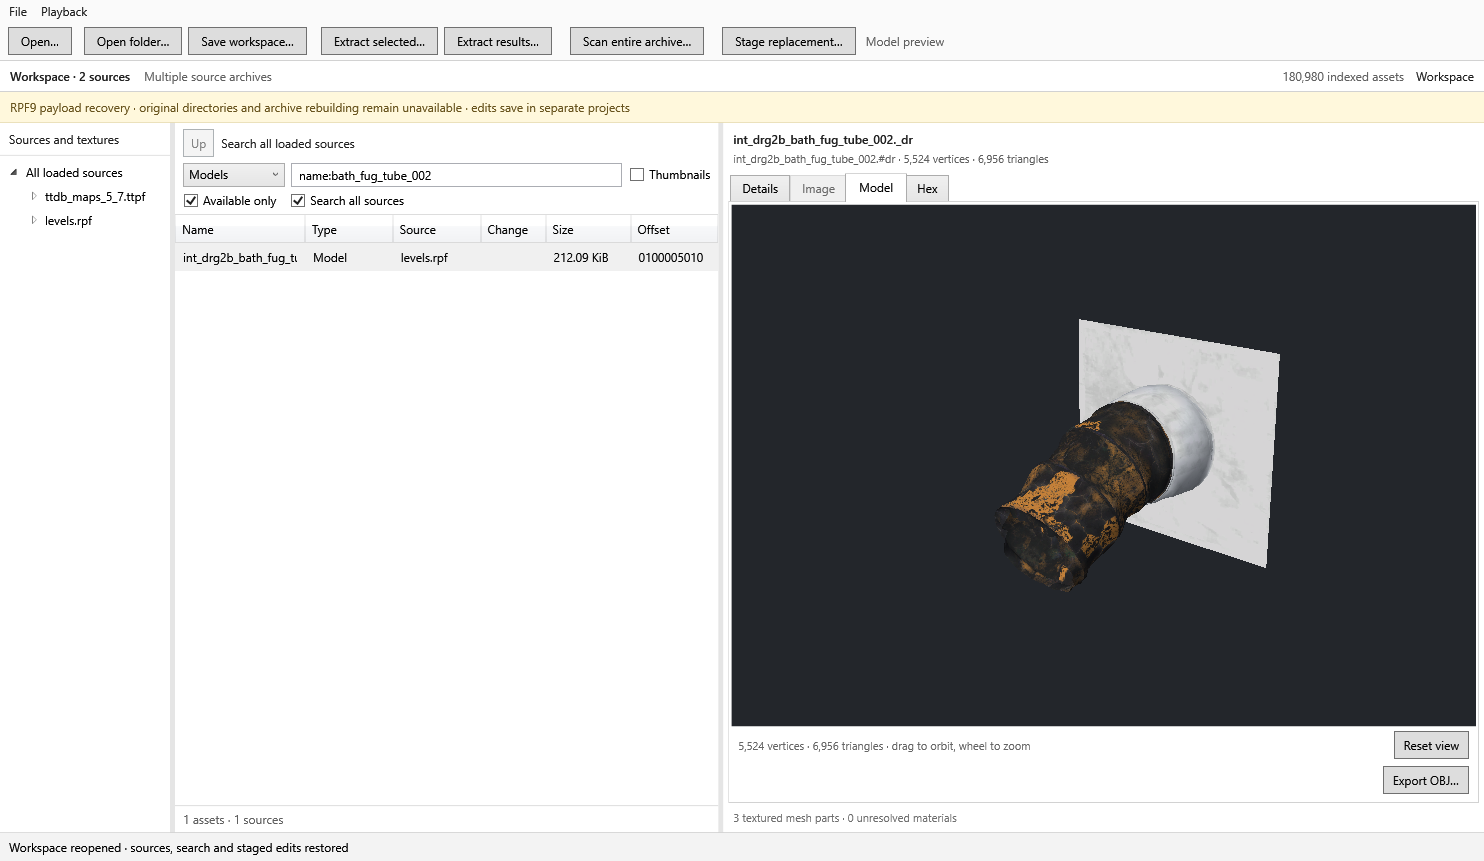 File Playback
Open... Open folder... Save workspace... Extract selected... Extract results... Scan entire archive... Stage replacement... Model preview
Workspace · 2 sources Multiple source archives 180,980 indexed assets Workspace
RPF9 payload recovery · original directories and archive rebuilding remain unavailable · edits save in separate projects
Sources and textures
All loaded sources
ttdb_maps_5_7.ttpf
levels.rpf
Up Search all loaded sources
Models name:bath_fug_tube_002 Thumbnails
Available only Search all sources
Name Type Source Change Size Offset
int_drg2b_bath_fug_tu Model levels.rpf 212.09 KiB 0100005010
1 assets · 1 sources
int_drg2b_bath_fug_tube_002._dr
int_drg2b_bath_fug_tube_002.#dr · 5,524 vertices · 6,956 triangles
Details Image Model Hex
5,524 vertices · 6,956 triangles · drag to orbit, wheel to zoom
Reset view
Export OBJ...
3 textured mesh parts · 0 unresolved materials
Workspace reopened · sources, search and staged edits restored